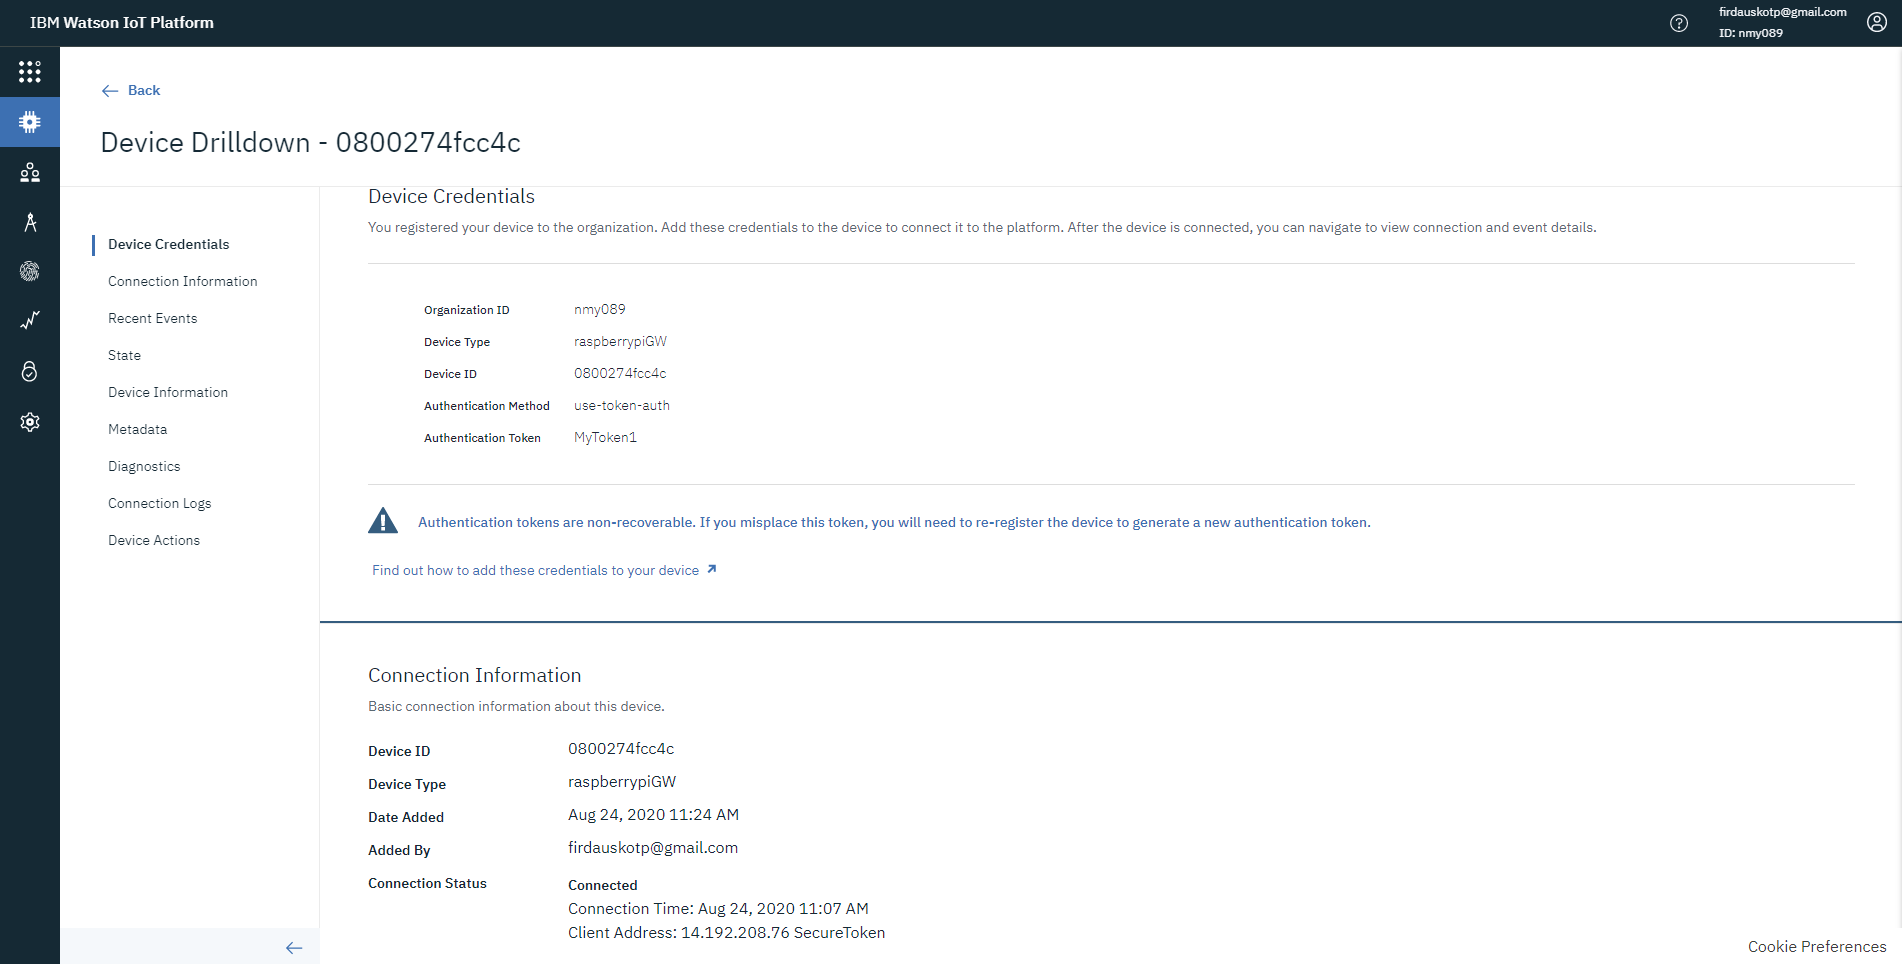 IBM Watson IoT Platform
firdauskotp@gmail.com
ID: nmy089
Back
Device Drilldown - 0800274fcc4c
Device Credentials
Connection Information
Recent Events
State
Device Information
Metadata
Diagnostics
Connection Logs
Device Actions
Device Credentials
You registered your device to the organization. Add these credentials to the device to connect it to the platform. After the device is connected, you can navigate to view connection and event details.
Organization ID nmy089
Device Type raspberrypiGW
Device ID 0800274fcc4c
Authentication Method use-token-auth
Authentication Token MyToken1
Authentication tokens are non-recoverable. If you misplace this token, you will need to re-register the device to generate a new authentication token.
Find out how to add these credentials to your device
Connection Information
Basic connection information about this device.
Device ID 0800274fcc4c
Device Type raspberrypiGW
Date Added Aug 24, 2020 11:24 AM
Added By firdauskotp@gmail.com
Connection Status Connected
Connection Time: Aug 24, 2020 11:07 AM
Client Address: 14.192.208.76 SecureToken
Cookie Preferences